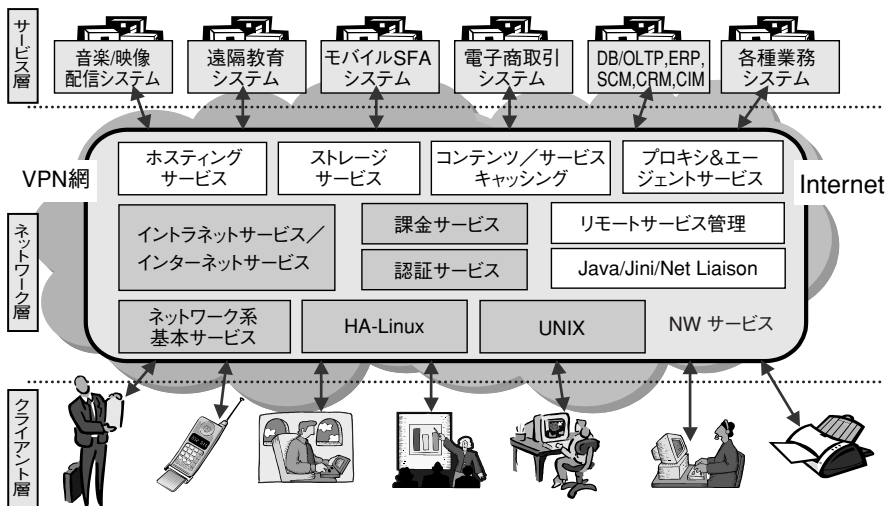 サービス層
音楽/映像
配信システム
遠隔教育
システム
モバイルSFA
システム
電子商取引
システム
DB/OLTP,ERP,
SCM,CRM,CIM
各種業務
システム
ネットワーク層
VPN網
Internet
ホスティング
サービス
ストレージ
サービス
コンテンツ／サービス
キャッシング
プロキシ&エー
ジェントサービス
イントラネットサービス／
インターネットサービス
課金サービス
認証サービス
リモートサービス管理
Java/Jini/Net Liaison
ネットワーク系
基本サービス
HA-Linux
UNIX
NW サービス
クライアント層